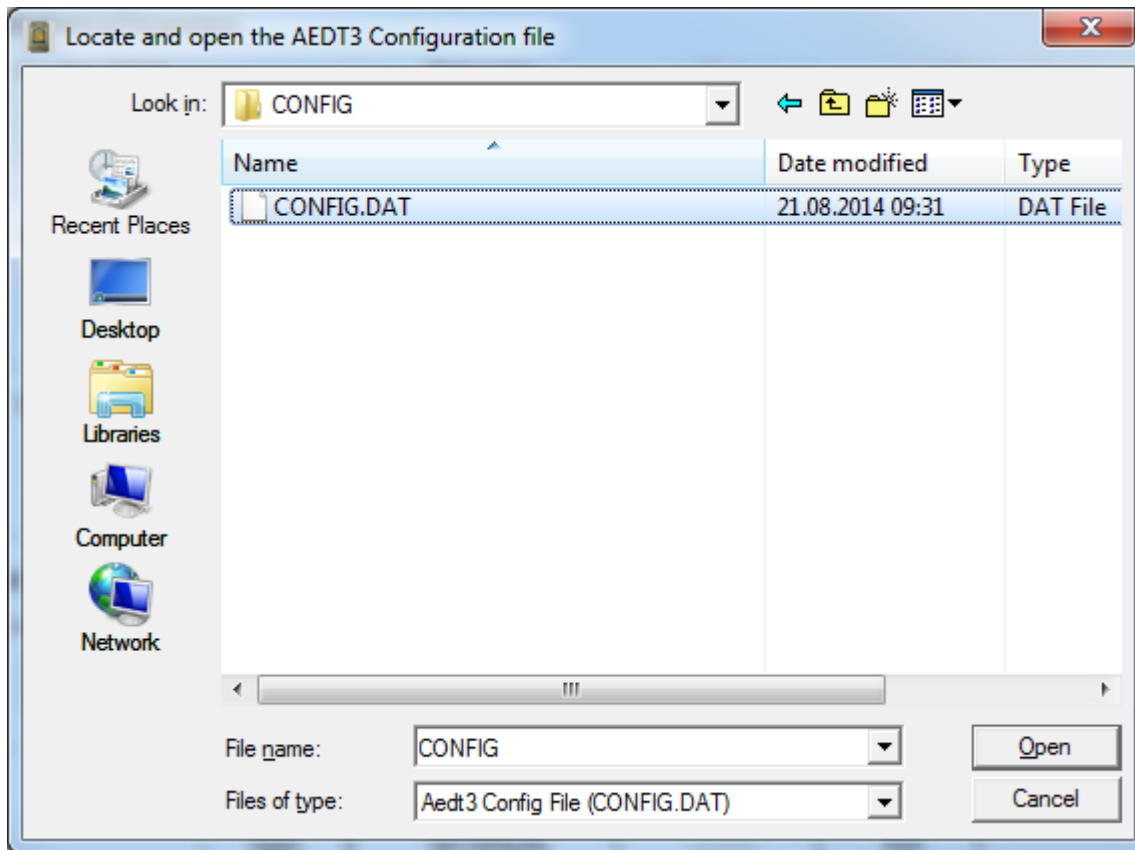 Locate and open the AEDT3 Configuration file
Look in: CONFIG
Name Date modified Type
CONFIG.DAT 21.08.2014 09:31 DAT File
Recent Places
Desktop
Libraries
Computer
Network
File name: CONFIG Open
Files of type: Aedt3 Config File (CONFIG.DAT) Cancel